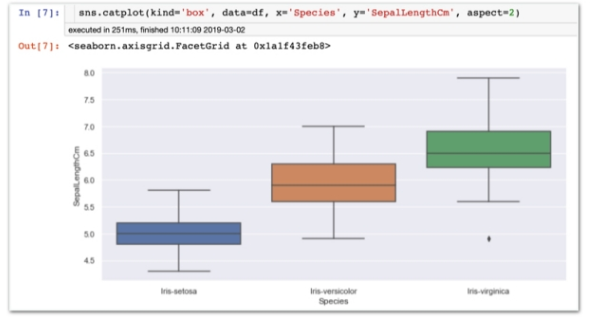 In [7]: sns.catplot(kind='box', data=df, x='Species', y='SepalLengthCm', aspect=2)
executed in 251ms, finished 10:11:09 2019-03-02
Out[7]: <seaborn.axisgrid.FacetGrid at 0x1a1f43feb8>
8.0
7.5
7.0
6.5
6.0
5.5
5.0
4.5
SepalLengthCm
Iris-setosa Iris-versicolor Iris-virginica
Species